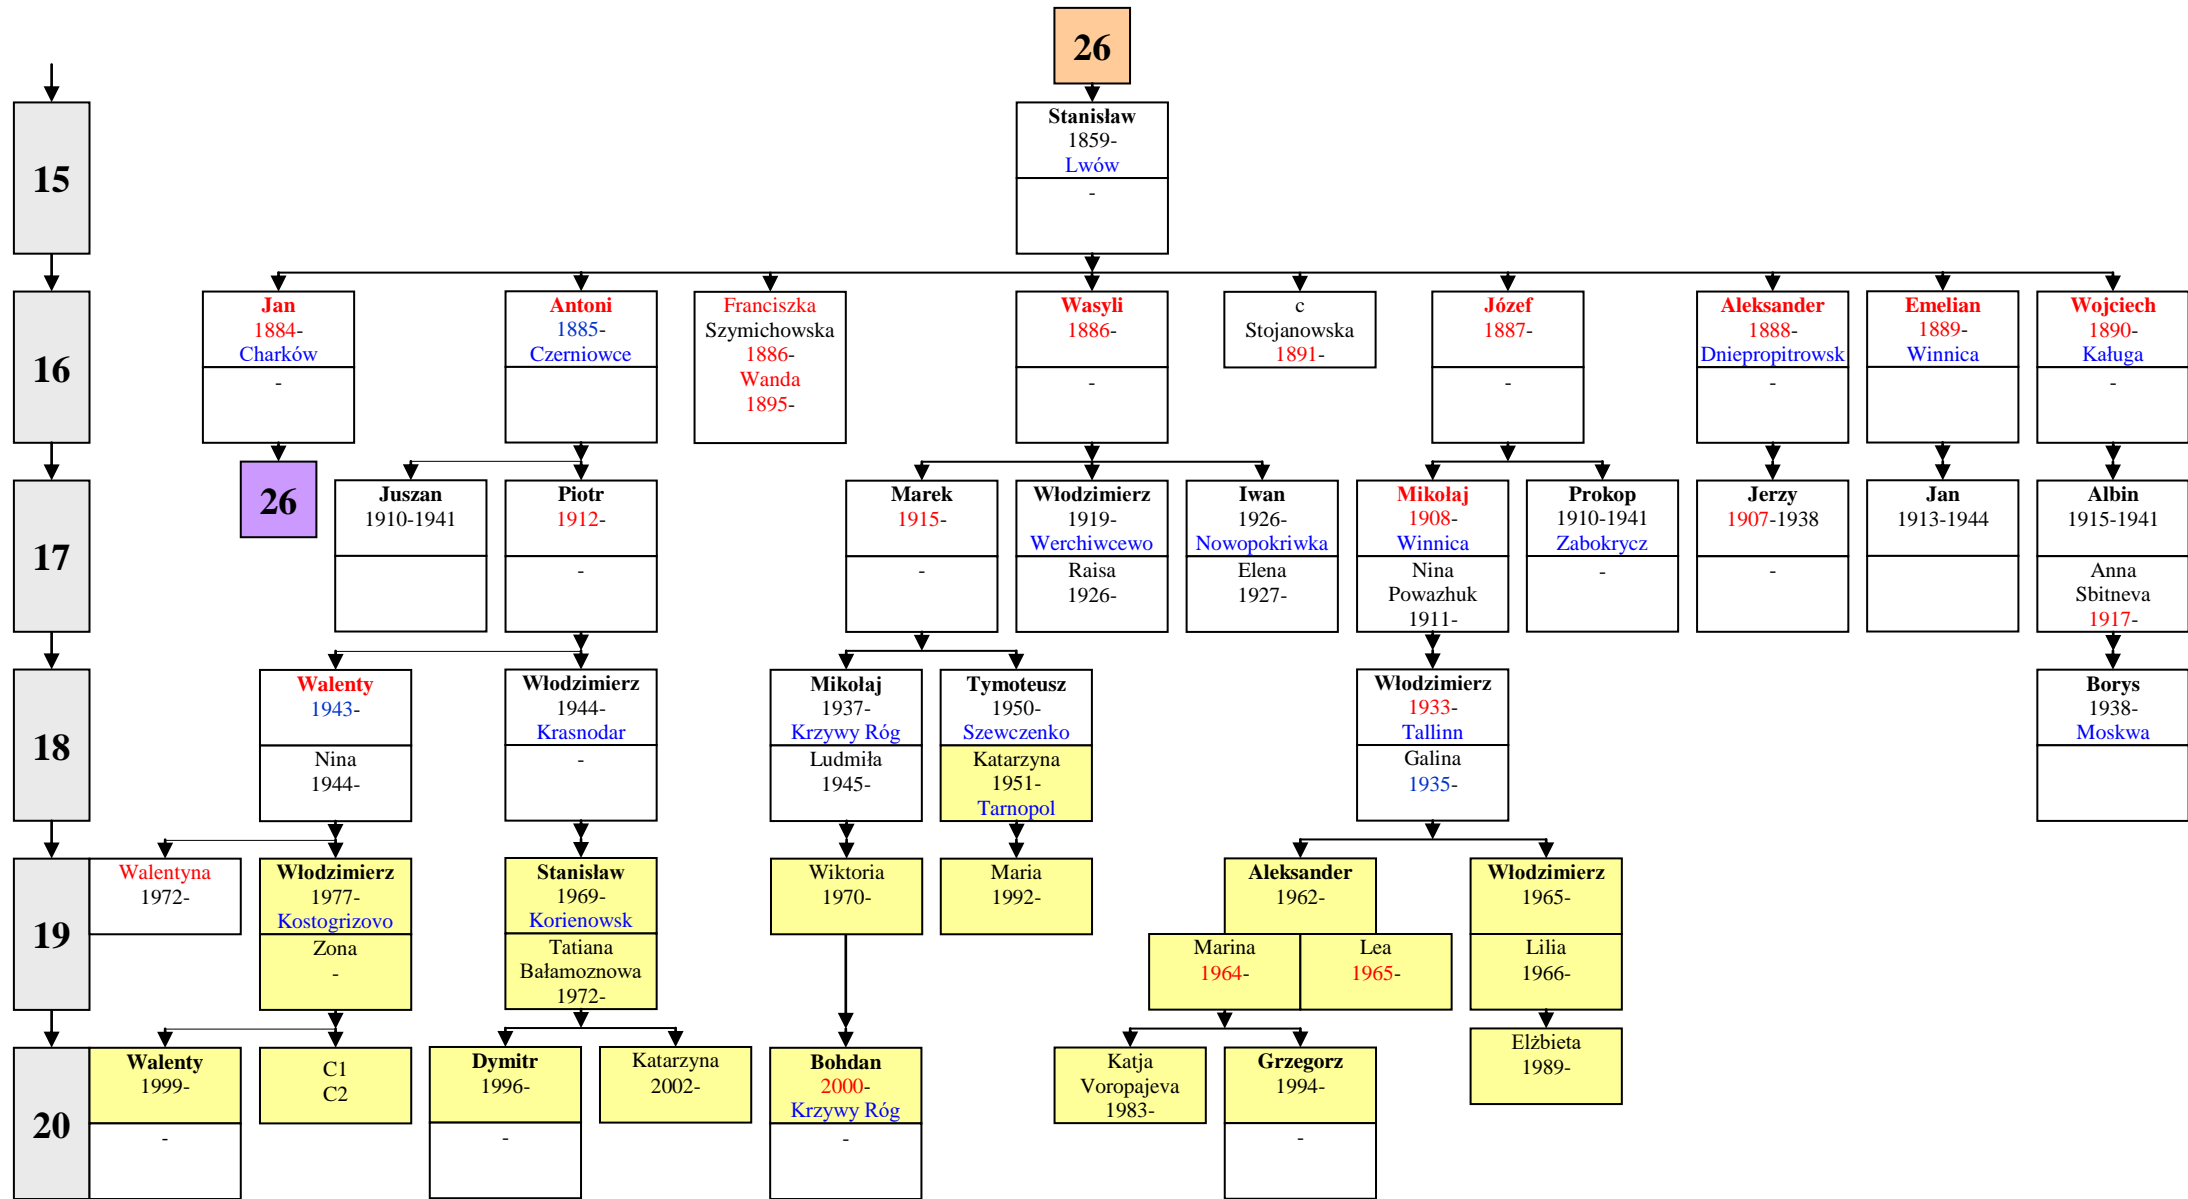 26
15
Stanisław
1859-
Lwów
-
16
Jan
1884-
Charków
-
Antoni
1885-
Czerniowce
Franciszka
Szymichowska
1886-
Wanda
1895-
Wasyli
1886-
-
c
Stojanowska
1891-
Józef
1887-
-
Aleksander
1888-
Dniepropitrowsk
-
Emelian
1889-
Winnica
Wojciech
1890-
Kaługa
-
17
26
Juszan
1910-1941
Piotr
1912-
-
Marek
1915-
-
Włodzimierz
1919-
Werchiwcewo
Raisa
1926-
Iwan
1926-
Nowopokriwka
Elena
1927-
Mikołaj
1908-
Winnica
Nina
Powazhuk
1911-
Prokop
1910-1941
Zabokrycz
-
Jerzy
1907-1938
-
Jan
1913-1944
Albin
1915-1941
Anna
Sbitneva
1917-
18
Walenty
1943-
Nina
1944-
Włodzimierz
1944-
Krasnodar
-
Mikołaj
1937-
Krzywy Róg
Ludmiła
1945-
Tymoteusz
1950-
Szewczenko
Katarzyna
1951-
Tarnopol
Włodzimierz
1933-
Tallinn
Galina
1935-
Borys
1938-
Moskwa
19
Walentyna
1972-
Włodzimierz
1977-
Kostogrizovo
Zona
-
Stanisław
1969-
Korienowsk
Tatiana
Bałamoznowa
1972-
Wiktoria
1970-
Maria
1992-
Aleksander
1962-
Marina
1964-
Lea
1965-
Włodzimierz
1965-
Lilia
1966-
20
Walenty
1999-
-
C1
C2
Dymitr
1996-
-
Katarzyna
2002-
Bohdan
2000-
Krzywy Róg
-
Katja
Voropajeva
1983-
Grzegorz
1994-
-
Elżbieta
1989-